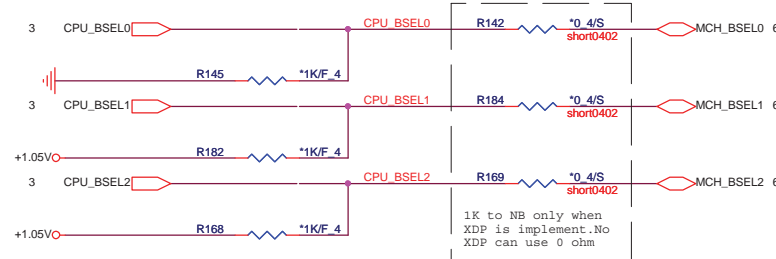 3 CPU_BSEL0 CPU_BSEL0 R142 *0_4/S MCH_BSEL0 6
short0402
R145 *1K/F_4
3 CPU_BSEL1 CPU_BSEL1 R184 *0_4/S MCH_BSEL1 6
short0402
+1.05V R182 *1K/F_4
3 CPU_BSEL2 CPU_BSEL2 R169 *0_4/S MCH_BSEL2 6
short0402
1K to NB only when
XDP is implement.No
+1.05V R168 *1K/F_4
XDP can use 0 ohm